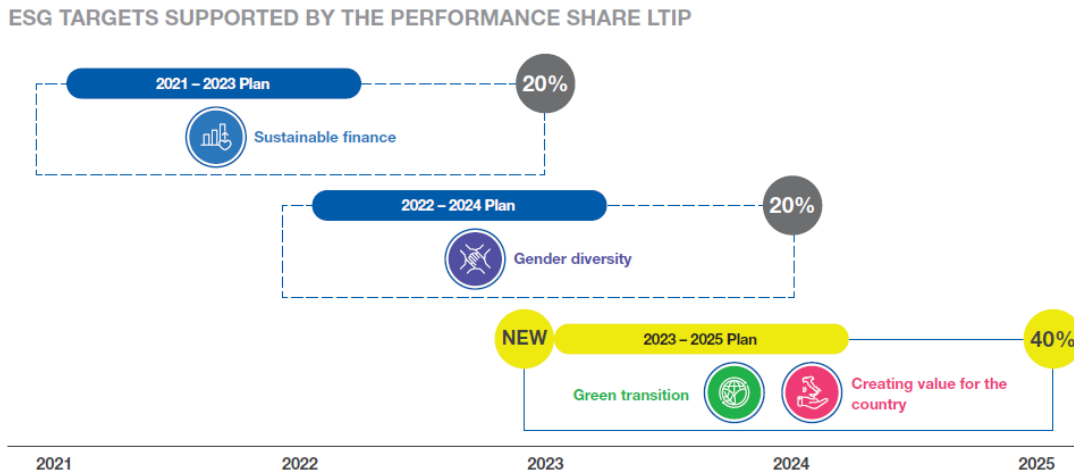 ESG TARGETS SUPPORTED BY THE PERFORMANCE SHARE LTIP
2021 – 2023 Plan
20%
Sustainable finance
2022 – 2024 Plan
20%
Gender diversity
NEW
2023 – 2025 Plan
40%
Green transition
Creating value for the
country
2021
2022
2023
2024
2025